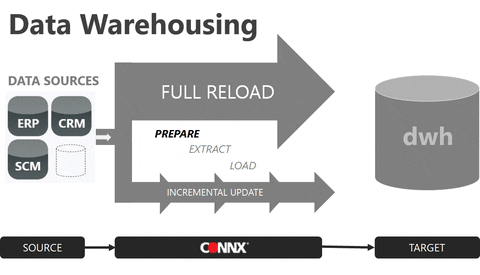 Data Warehousing
DATA SOURCES
ERP
CRM
SCM
FULL RELOAD
PREPARE
EXTRACT
LOAD
INCREMENTAL UPDATE
dwh
SOURCE
CONNX
TARGET